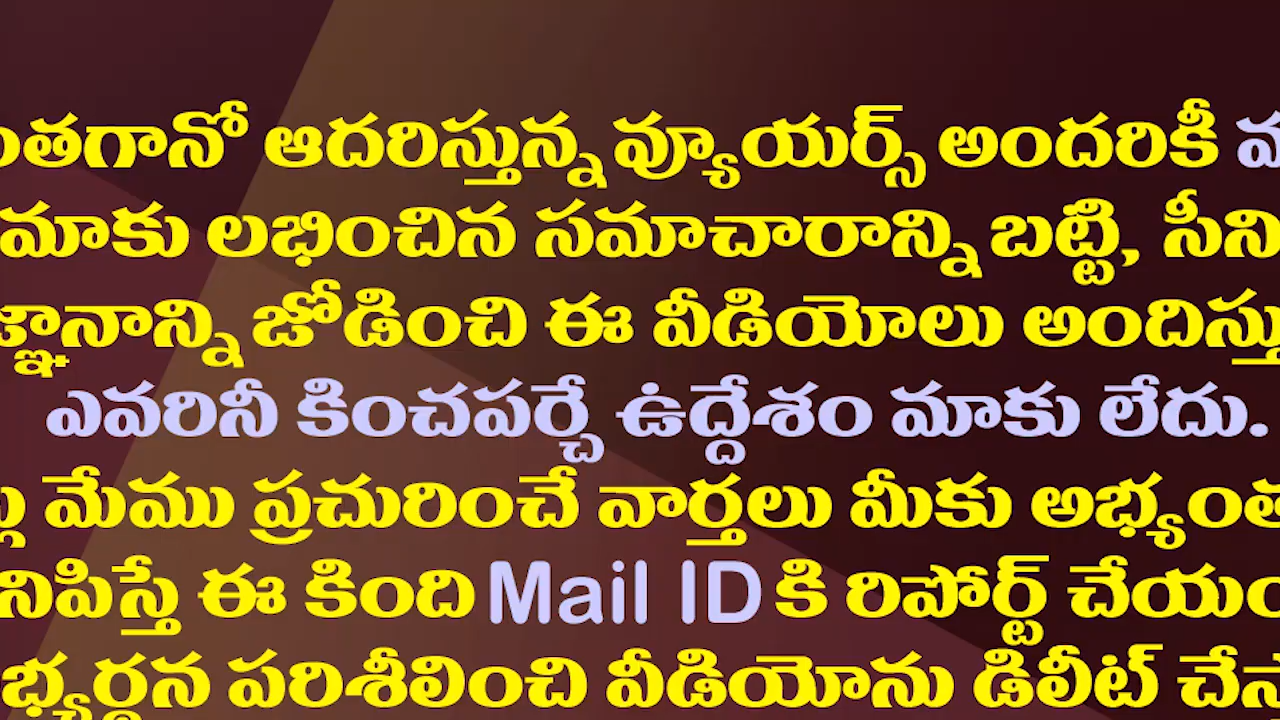 ఆదరిస్తున్న వ్యూయర్స్ అందరికీ
మాకు లభించిన సమాచారాన్ని బట్టి,
జోడించి ఈ వీడియోలు
ఎవరినీ కించపర్చే ఉద్దేశం మాకు లేదు.
మేము ప్రచురించే వార్తలు మీకు
ఈ కింది Mail ID కి రిపోర్ట్
పరిశీలించి వీడియోను డిలీట్